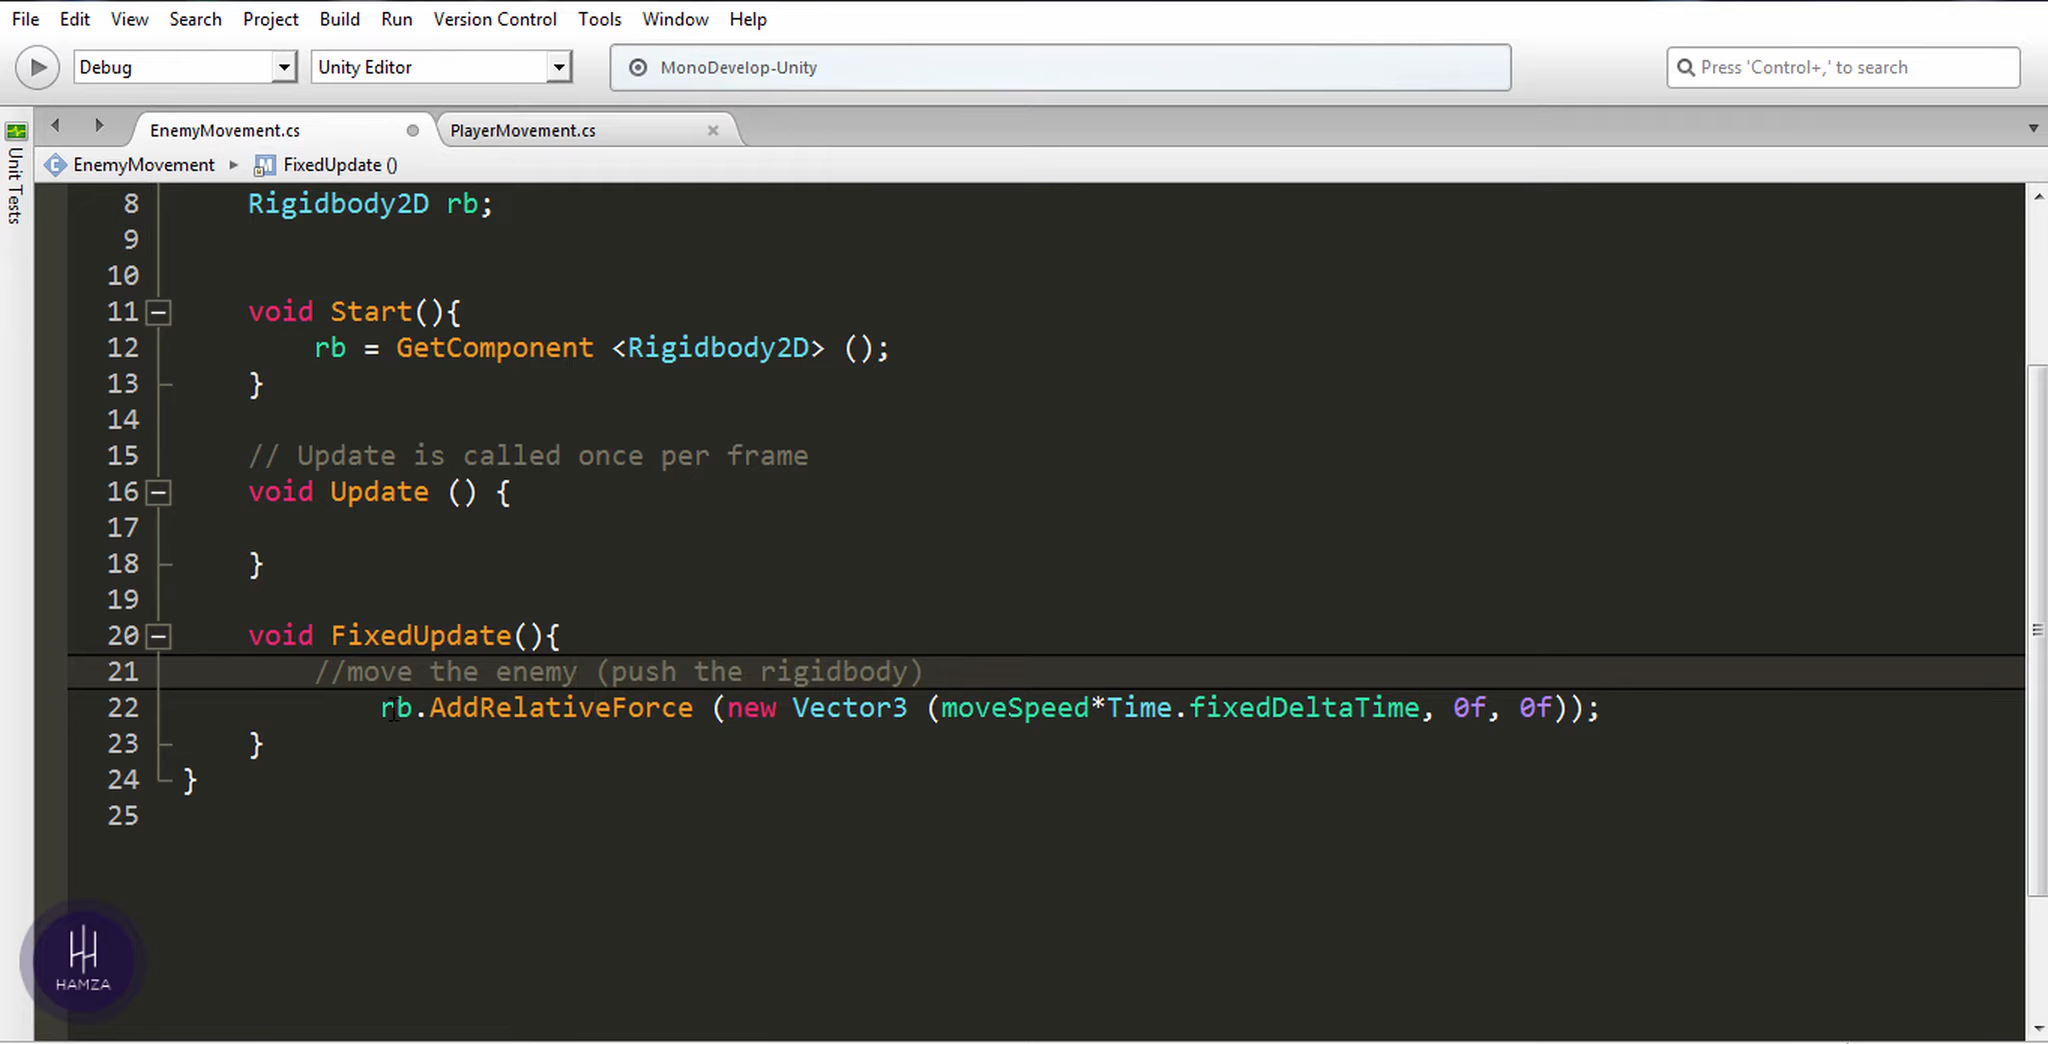 File Edit View Search Project Build Run Version Control Tools Window Help
Debug Unity Editor MonoDevelop-Unity Press 'Control+,' to search
EnemyMovement.cs PlayerMovement.cs
EnemyMovement FixedUpdate ()
Unit Tests
8 Rigidbody2D rb;
9
10
11 void Start(){
12 rb = GetComponent <Rigidbody2D> ();
13 }
14
15 // Update is called once per frame
16 void Update () {
17
18 }
19
20 void FixedUpdate(){
21 //move the enemy (push the rigidbody)
22 rb.AddRelativeForce (new Vector3 (moveSpeed*Time.fixedDeltaTime, 0f, 0f));
23 }
24 }
25
HAMZA